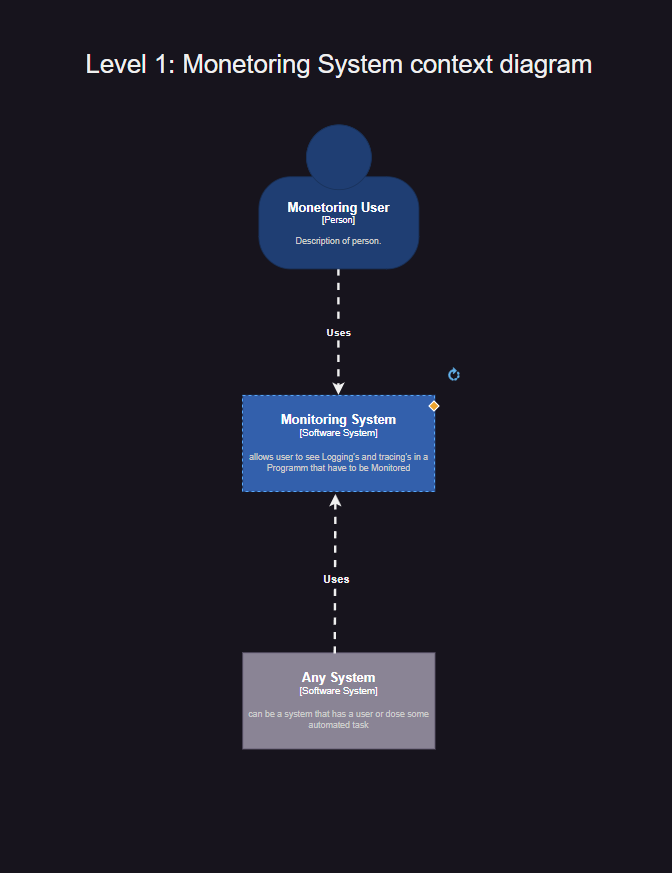 Level 1: Monetoring System context diagram
Monetoring User
[Person]
Description of person.
Uses
Monitoring System
[Software System]
allows user to see Logging's and tracing's in a
Programm that have to be Monitored
Uses
Any System
[Software System]
can be a system that has a user or dose some
automated task